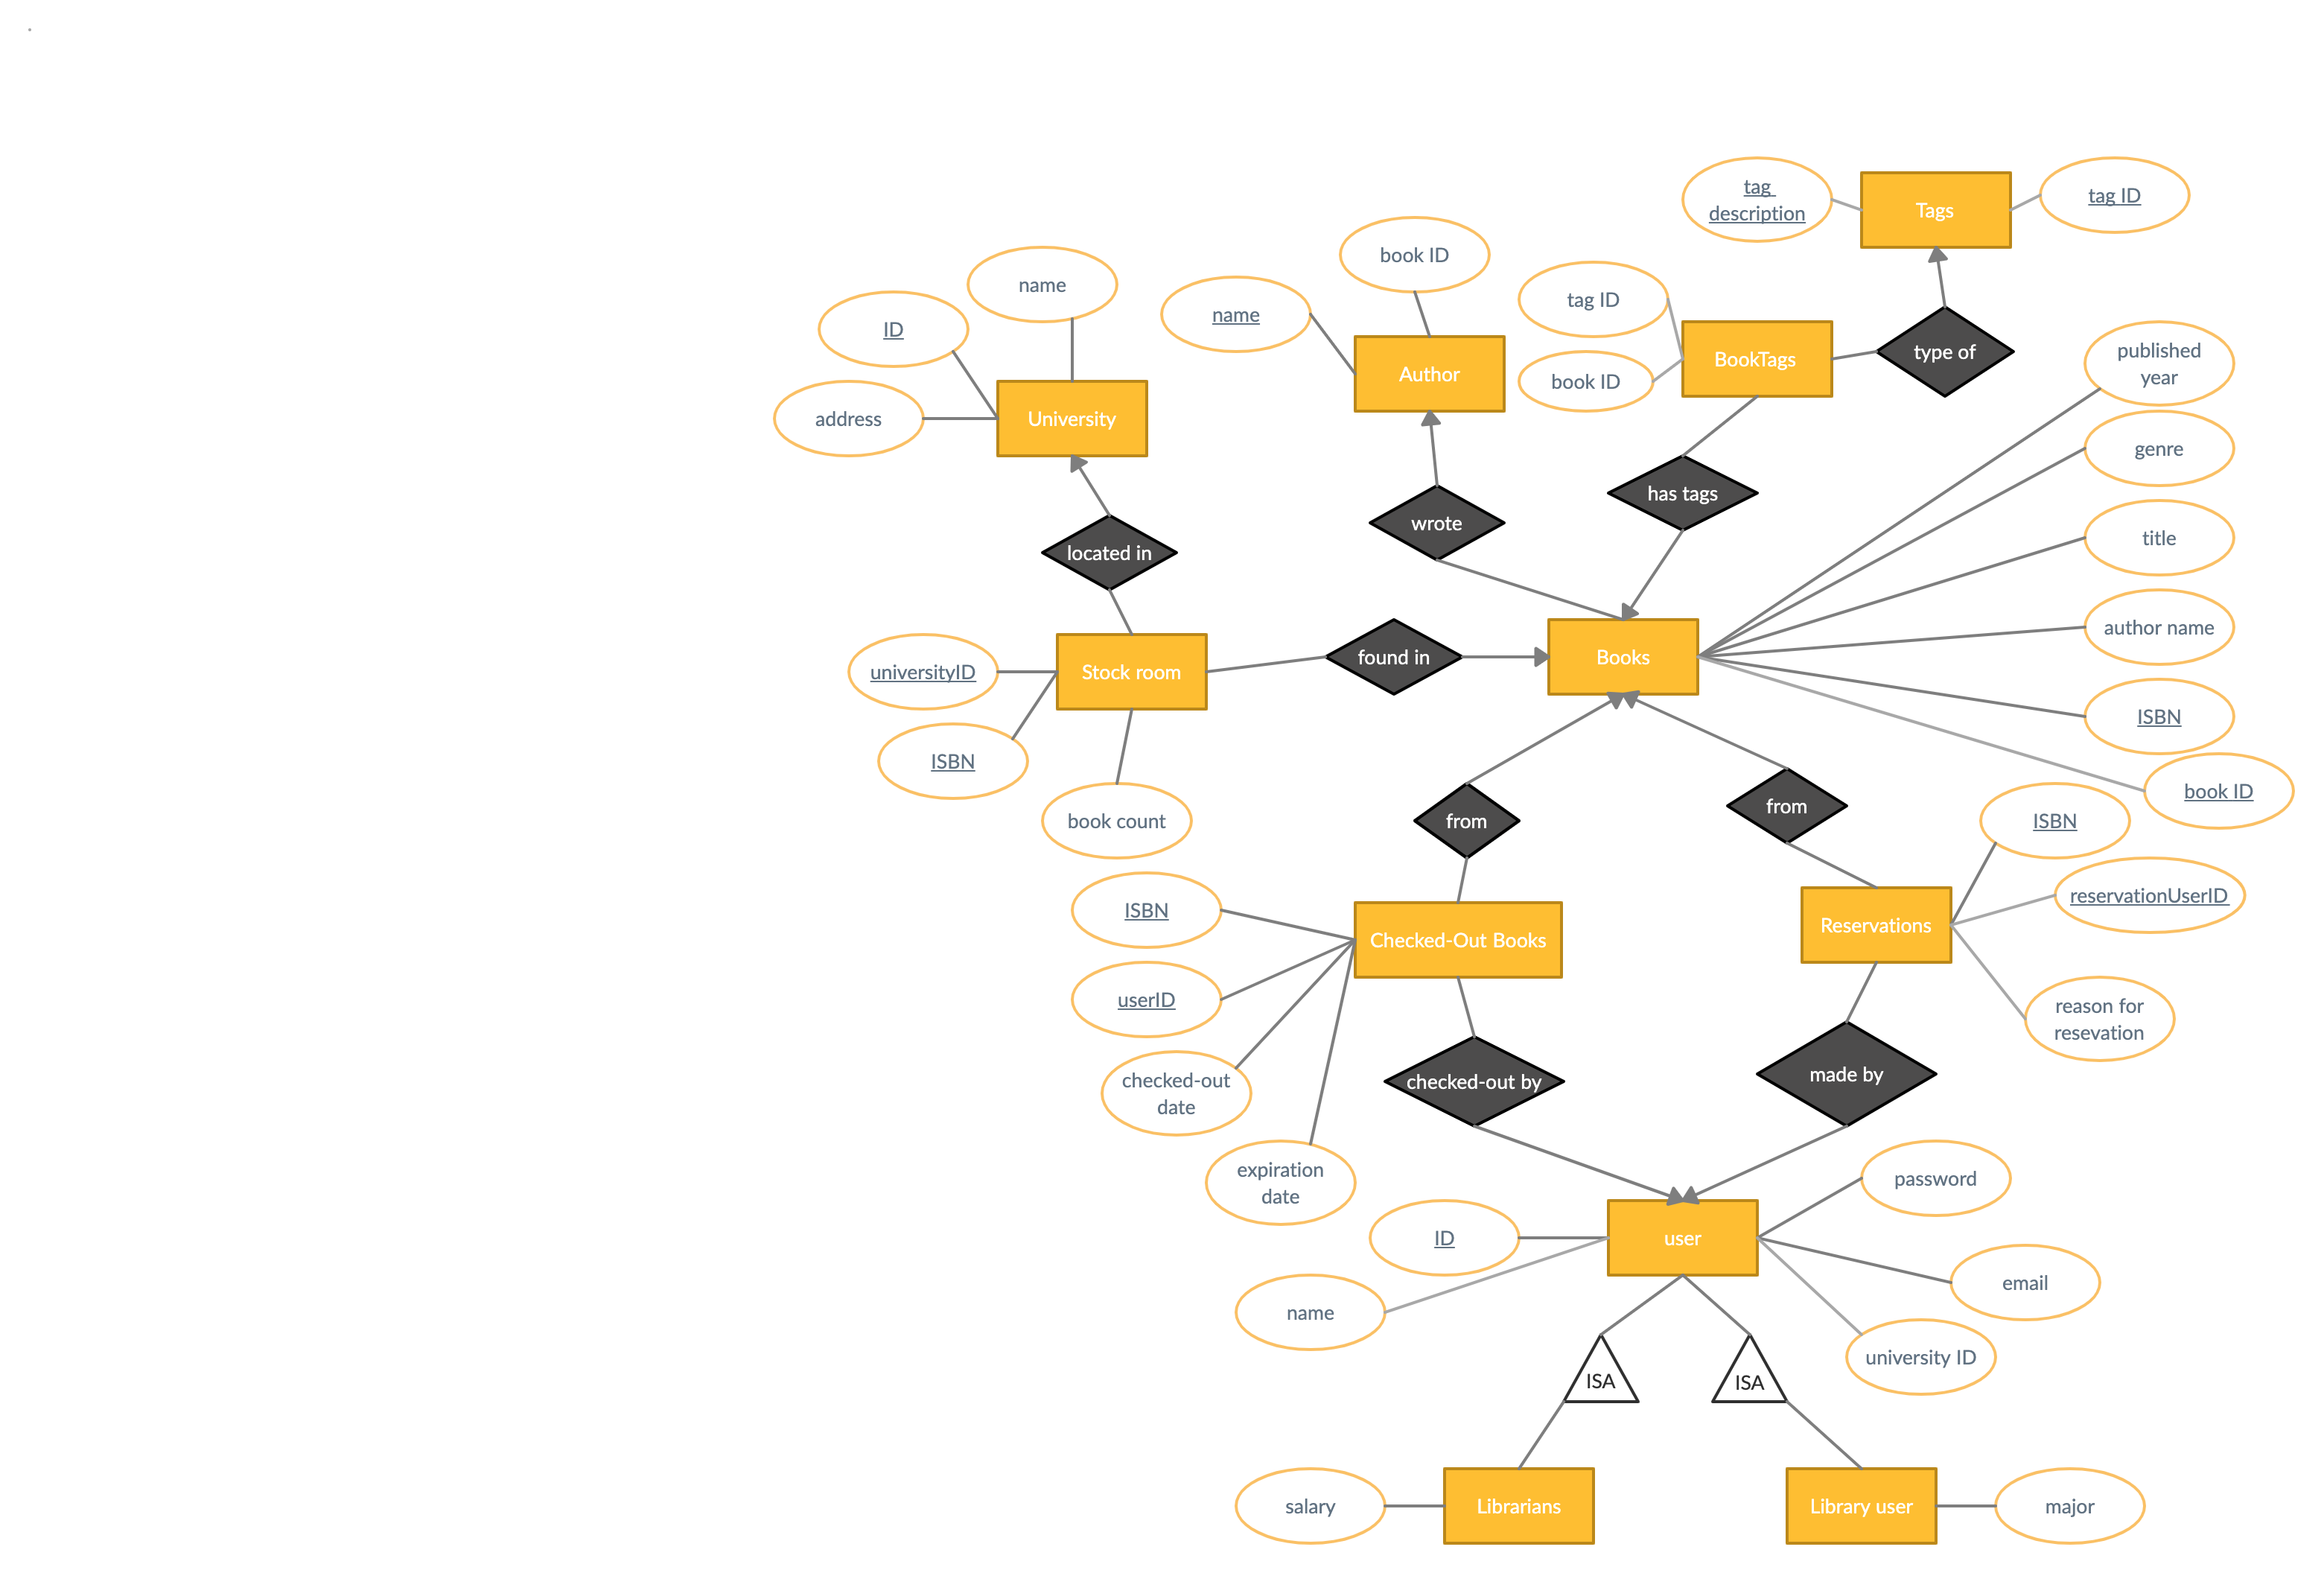 tag
description
Tags
tag ID
book ID
name
tag ID
name
ID
Author
BookTags
type of
published
year
book ID
address
University
genre
has tags
wrote
title
located in
author name
universityID
Stock room
found in
Books
ISBN
ISBN
book ID
book count
from
from
ISBN
ISBN
reservationUserID
Checked-Out Books
Reservations
userID
reason for
resevation
checked-out
date
checked-out by
made by
expiration
date
password
ID
user
name
email
university ID
ISA
ISA
salary
Librarians
Library user
major